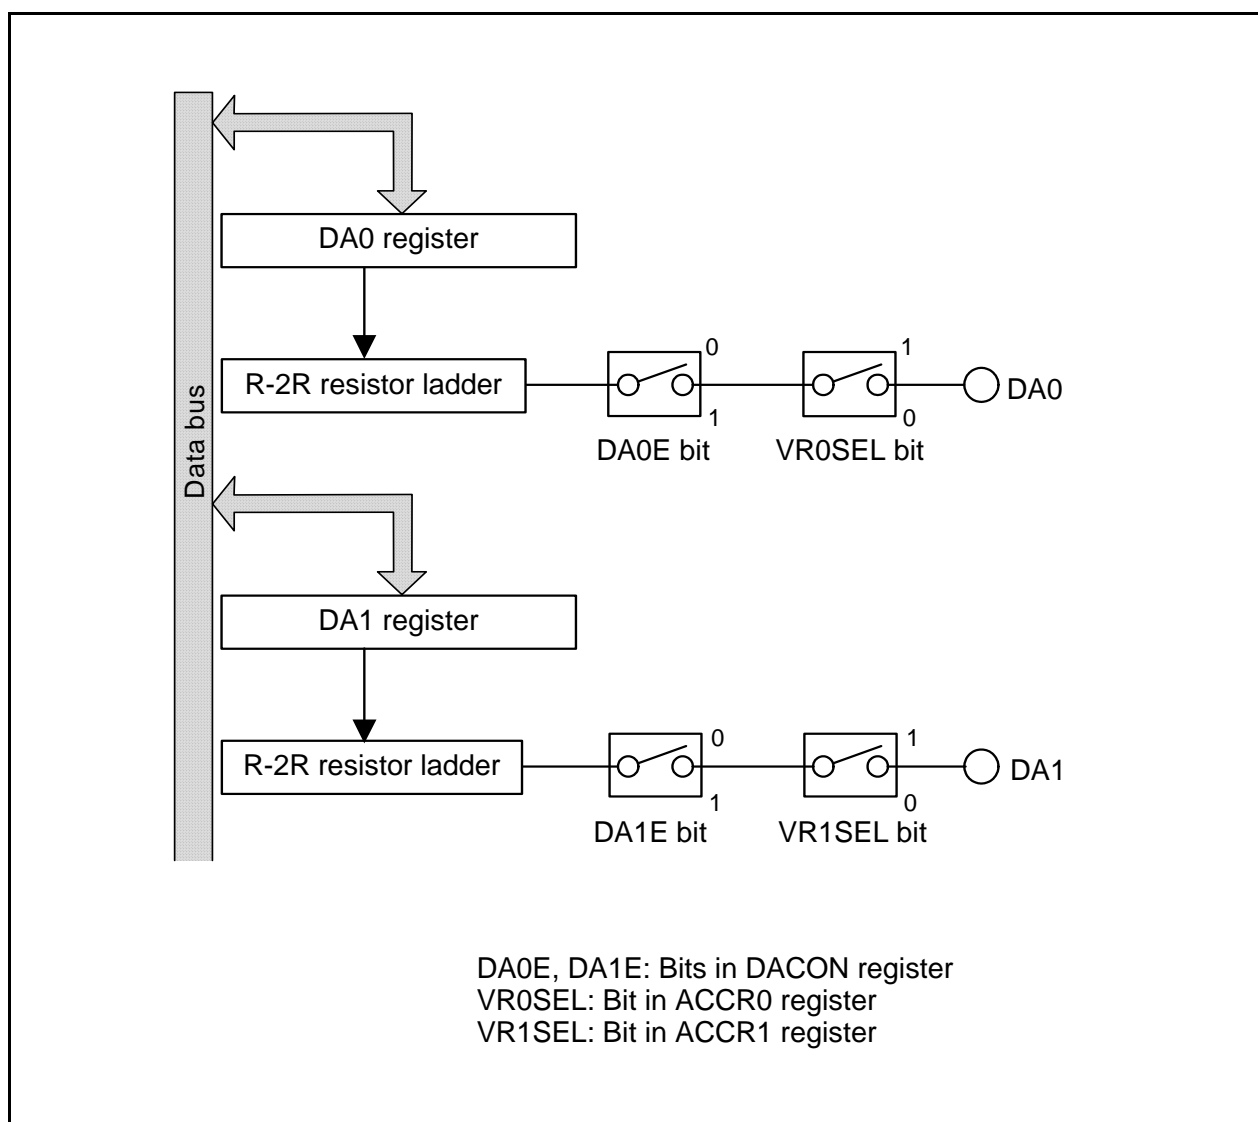 Data bus
DA0 register
R-2R resistor ladder
0
1
DA0E bit
1
0
VR0SEL bit
DA0
DA1 register
R-2R resistor ladder
0
1
DA1E bit
1
0
VR1SEL bit
DA1
DA0E, DA1E: Bits in DACON register
VR0SEL: Bit in ACCR0 register
VR1SEL: Bit in ACCR1 register